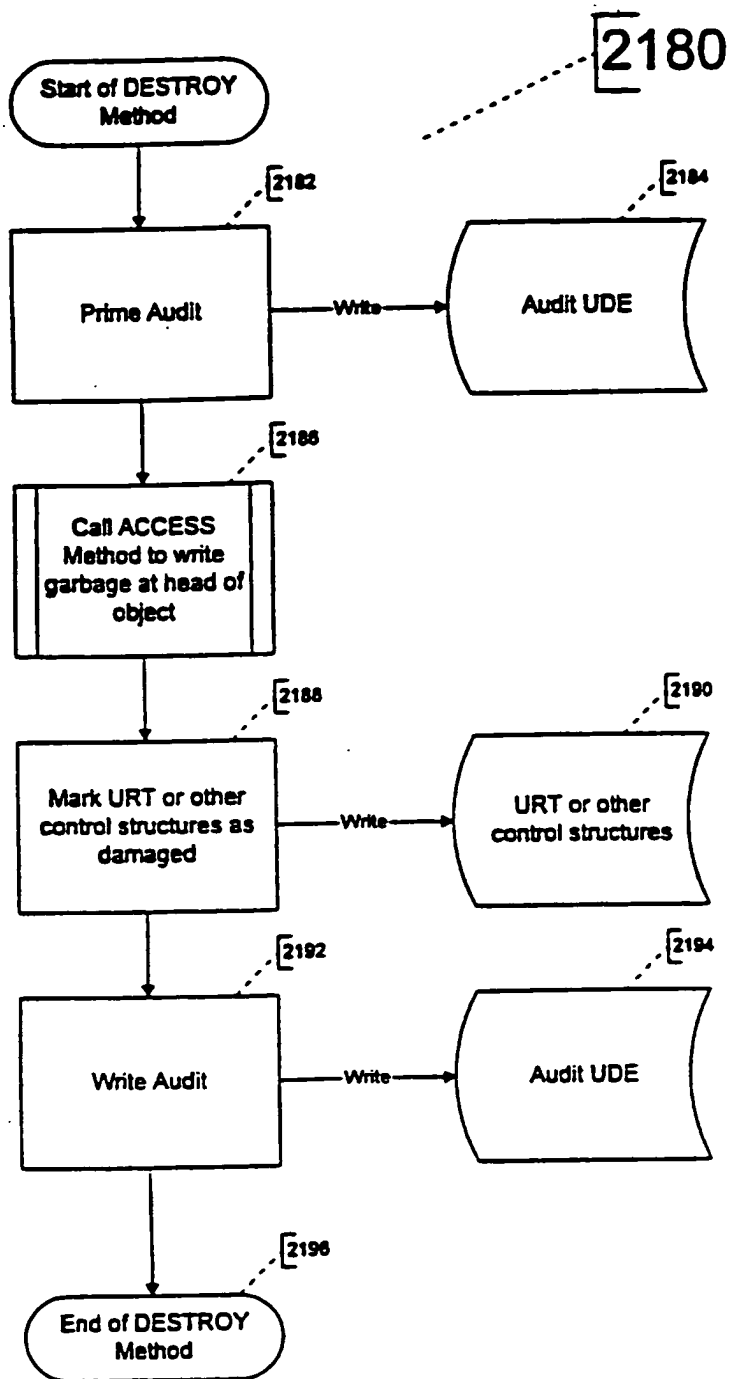 2180
Start of DESTROY
Method
2182
2184
Prime Audit
Write
Audit UDE
2186
Call ACCESS
Method to write
garbage at head of
object
2188
2190
Mark URT or other
control structures as
damaged
Write
URT or other
control structures
2192
2194
Write Audit
Write
Audit UDE
2196
End of DESTROY
Method